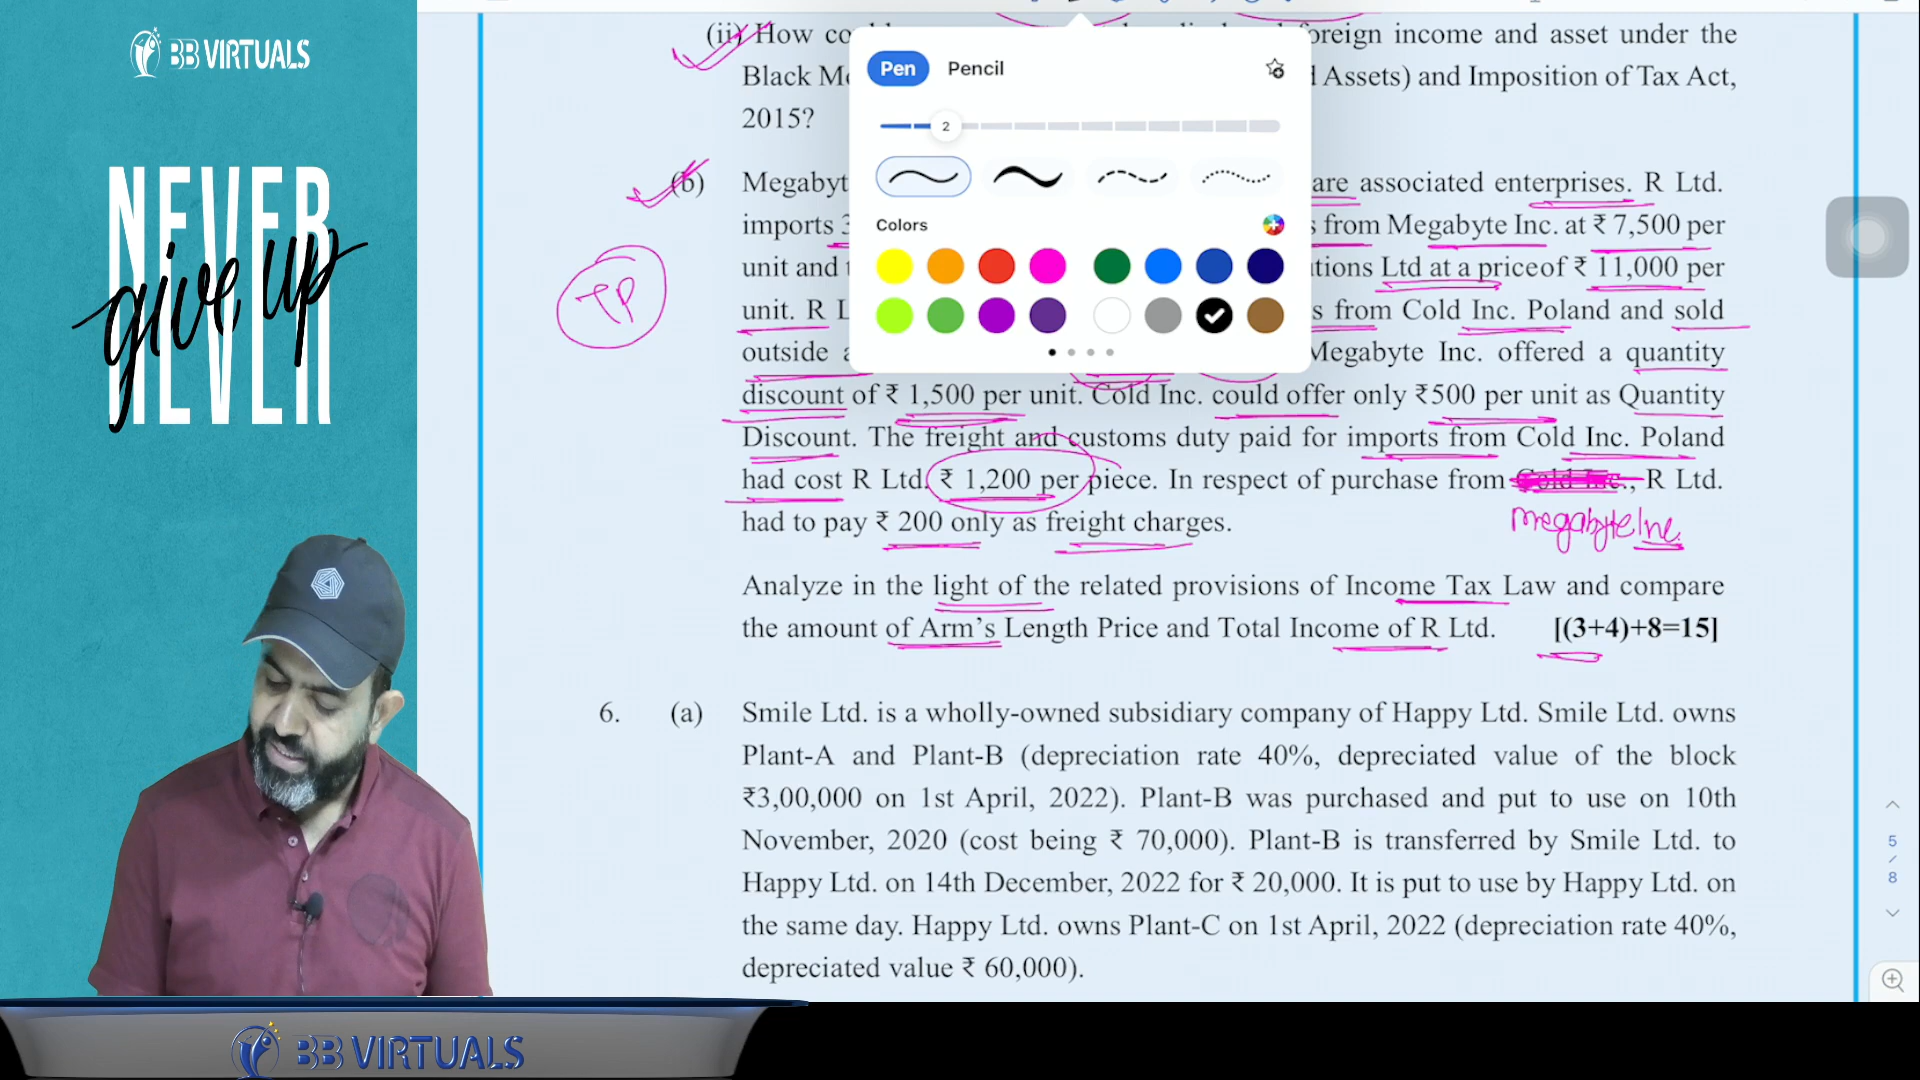 BB VIRTUALS
NEVER
give up
NEVER
(ii) How co foreign income and asset under the
Black Mo Assets) and Imposition of Tax Act,
2015?
Pen Pencil
2
Colors
(b) Megabyt are associated enterprises. R Ltd.
imports 3 s from Megabyte Inc. at ₹ 7,500 per
unit and tions Ltd at a priceof ₹ 11,000 per
unit. R L s from Cold Inc. Poland and sold
outside a Megabyte Inc. offered a quantity
discount of ₹ 1,500 per unit. Cold Inc. could offer only ₹500 per unit as Quantity
Discount. The freight and customs duty paid for imports from Cold Inc. Poland
had cost R Ltd. ₹ 1,200 per piece. In respect of purchase from Cold Inc., R Ltd.
had to pay ₹ 200 only as freight charges.
TP
Megabyte Inc.
Analyze in the light of the related provisions of Income Tax Law and compare
the amount of Arm's Length Price and Total Income of R Ltd. [(3+4)+8=15]
6. (a) Smile Ltd. is a wholly-owned subsidiary company of Happy Ltd. Smile Ltd. owns
Plant-A and Plant-B (depreciation rate 40%, depreciated value of the block
₹3,00,000 on 1st April, 2022). Plant-B was purchased and put to use on 10th
November, 2020 (cost being ₹ 70,000). Plant-B is transferred by Smile Ltd. to
Happy Ltd. on 14th December, 2022 for ₹ 20,000. It is put to use by Happy Ltd. on
the same day. Happy Ltd. owns Plant-C on 1st April, 2022 (depreciation rate 40%,
depreciated value ₹ 60,000).
5
/
8
BB VIRTUALS